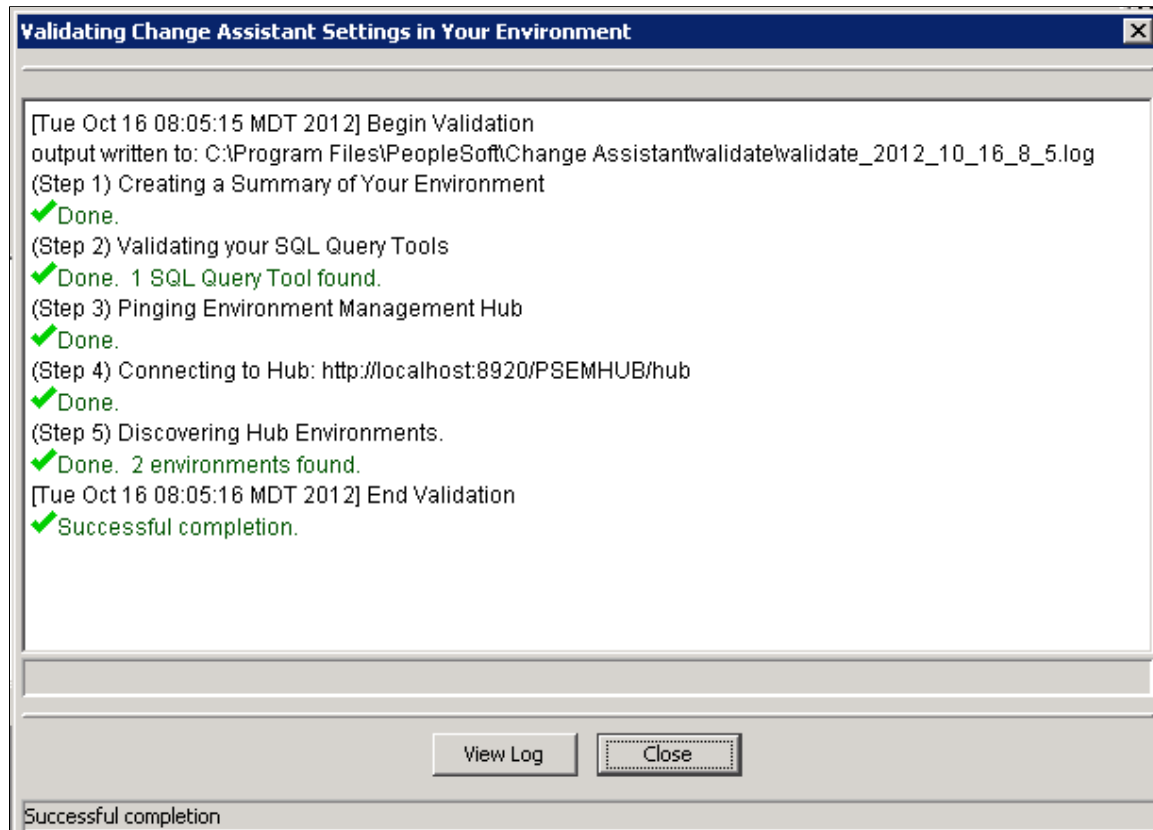 Validating Change Assistant Settings in Your Environment
[Tue Oct 16 08:05:15 MDT 2012] Begin Validation
output written to: C:\Program Files\PeopleSoft\Change Assistant\validate\validate_2012_10_16_8_5.log
(Step 1) Creating a Summary of Your Environment
Done.
(Step 2) Validating your SQL Query Tools
Done. 1 SQL Query Tool found.
(Step 3) Pinging Environment Management Hub
Done.
(Step 4) Connecting to Hub: http://localhost:8920/PSEMHUB/hub
Done.
(Step 5) Discovering Hub Environments.
Done. 2 environments found.
[Tue Oct 16 08:05:16 MDT 2012] End Validation
Successful completion.
View Log Close
Successful completion